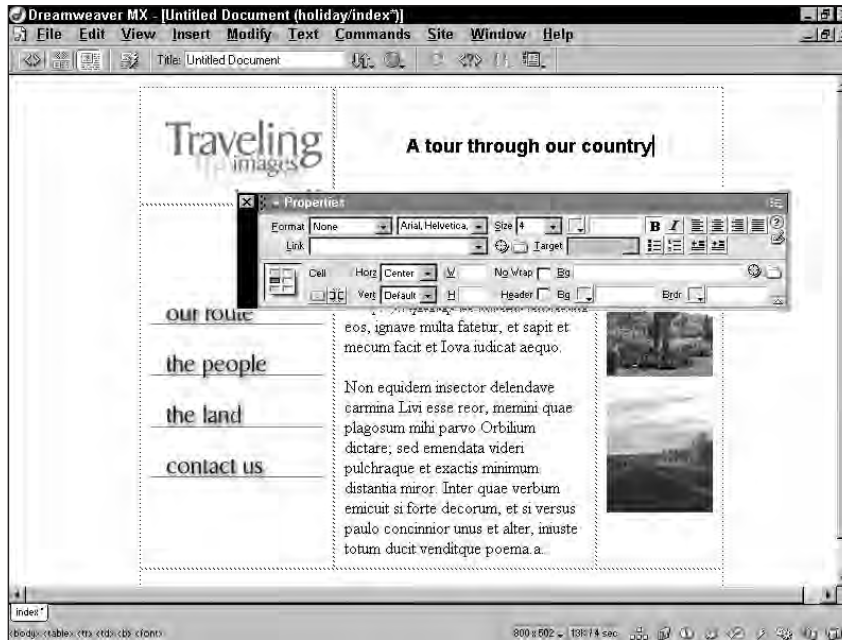 Dreamweaver MX - [Untitled Document (holiday/index*)]
File Edit View Insert Modify Text Commands Site Window Help
Title: Untitled Document
Traveling
images
A tour through our country
Properties
Format None Arial, Helvetica, Size 4 B I
Link Target
Cell Horz Center W No Wrap Bg
Vert Default H Header Bg Brdr
our route
eos, ignave multa fatetur, et sapit et
mecum facit et Iova iudicat aequo.
the people
Non equidem insector delendave
carmina Livi esse reor, memini quae
the land
plagosum mihi parvo Orbilium
dictare; sed emendata videri
contact us
pulchraque et exactis minimum
distantia miror. Inter quae verbum
emicuit si forte decorum, et si versus
paulo concinnior unus et alter, iniuste
totum ducit venditque poema.a.
index*
<body> <table> <tr> <td> <b> <font> 800 x 502 13K / 4 sec